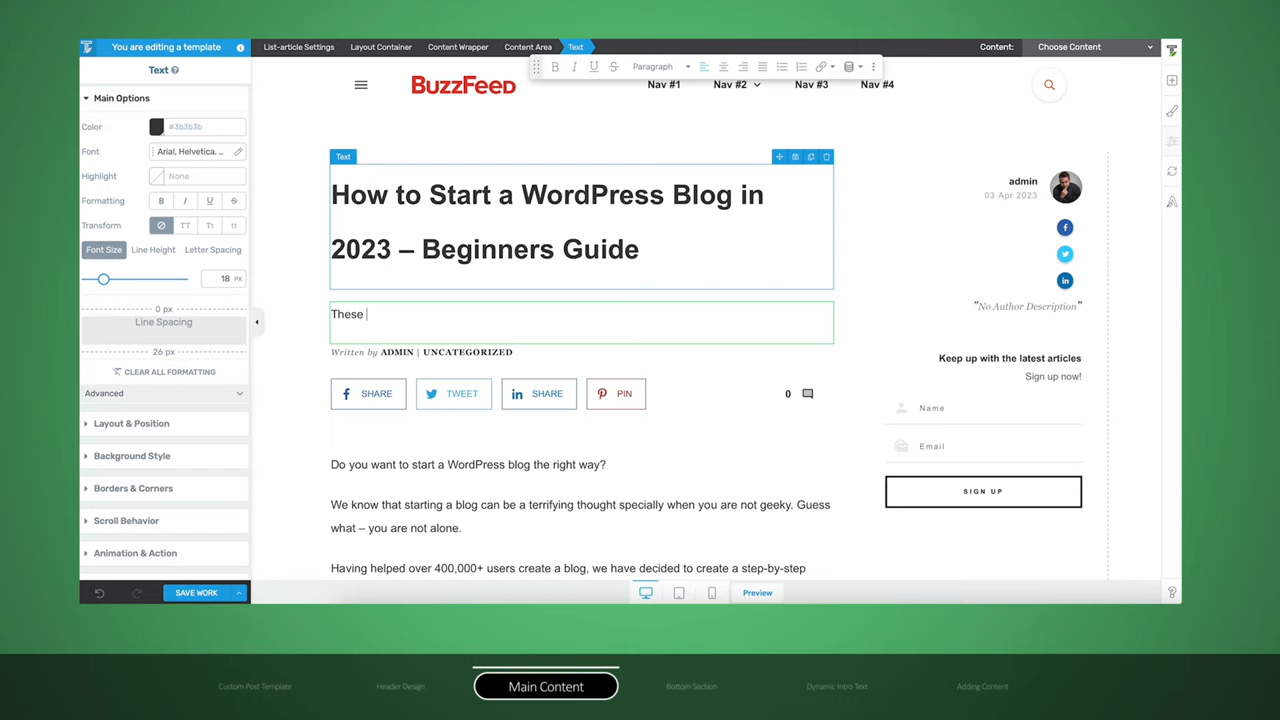 You are editing a template
List-article Settings
Layout Container
Content Wrapper
Content Area
Text
Content:
Choose Content
Text
Main Options
Color
#3b3b3b
Font
Arial, Helvetica, ...
Highlight
None
Formatting
B I U S
Transform
TT Tt tt
Font Size
Line Height
Letter Spacing
18 PX
0 px
Line Spacing
26 px
CLEAR ALL FORMATTING
Advanced
Layout & Position
Background Style
Borders & Corners
Scroll Behavior
Animation & Action
SAVE WORK
B I U S Paragraph
BuzzFeed
Nav #1
Nav #2
Nav #3
Nav #4
Text
How to Start a WordPress Blog in
2023 – Beginners Guide
These
Written by ADMIN | UNCATEGORIZED
SHARE
TWEET
SHARE
PIN
0
Do you want to start a WordPress blog the right way?
We know that starting a blog can be a terrifying thought specially when you are not geeky. Guess
what – you are not alone.
Having helped over 400,000+ users create a blog, we have decided to create a step-by-step
admin
03 Apr 2023
"No Author Description"
Keep up with the latest articles
Sign up now!
Name
Email
SIGN UP
Preview
Custom Post Template
Header Design
Main Content
Bottom Section
Dynamic Intro Text
Adding Content